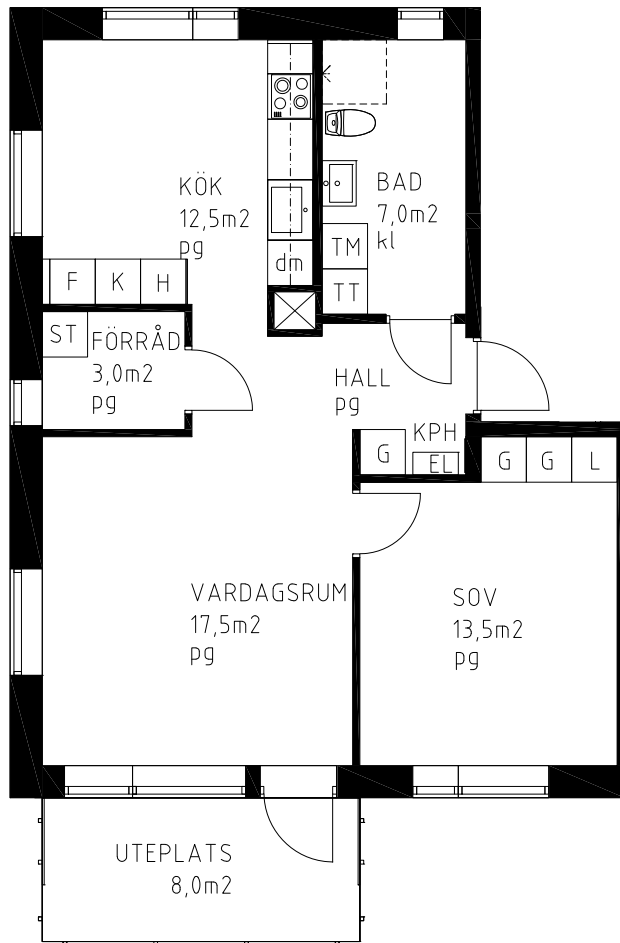 KÖK
12,5m2
pg
BAD
7,0m2
kl
TM
TT
dm
F K H
ST
FÖRRÅD
3,0m2
pg
HALL
pg
KPH
G
EL
G G L
VARDAGSRUM
17,5m2
pg
SOV
13,5m2
pg
UTEPLATS
8,0m2